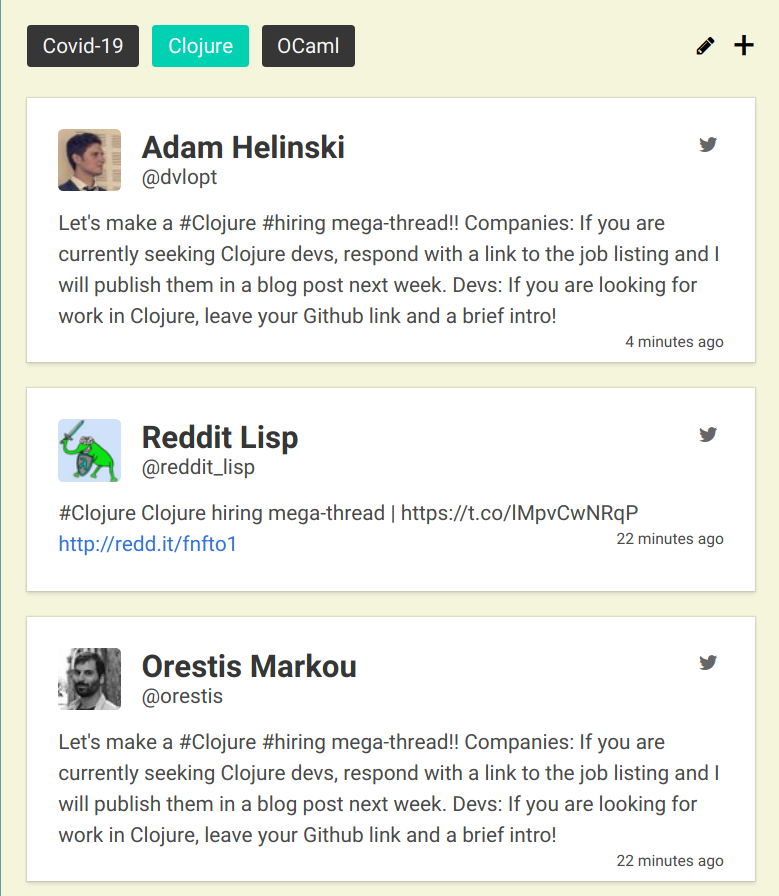 Covid-19 Clojure OCaml
Adam Helinski
@dvlopt
Let's make a #Clojure #hiring mega-thread!! Companies: If you are
currently seeking Clojure devs, respond with a link to the job listing and I
will publish them in a blog post next week. Devs: If you are looking for
work in Clojure, leave your Github link and a brief intro!
4 minutes ago
Reddit Lisp
@reddit_lisp
#Clojure Clojure hiring mega-thread | https://t.co/lMpvCwNRqP
http://redd.it/fnfto1
22 minutes ago
Orestis Markou
@orestis
Let's make a #Clojure #hiring mega-thread!! Companies: If you are
currently seeking Clojure devs, respond with a link to the job listing and I
will publish them in a blog post next week. Devs: If you are looking for
work in Clojure, leave your Github link and a brief intro!
22 minutes ago